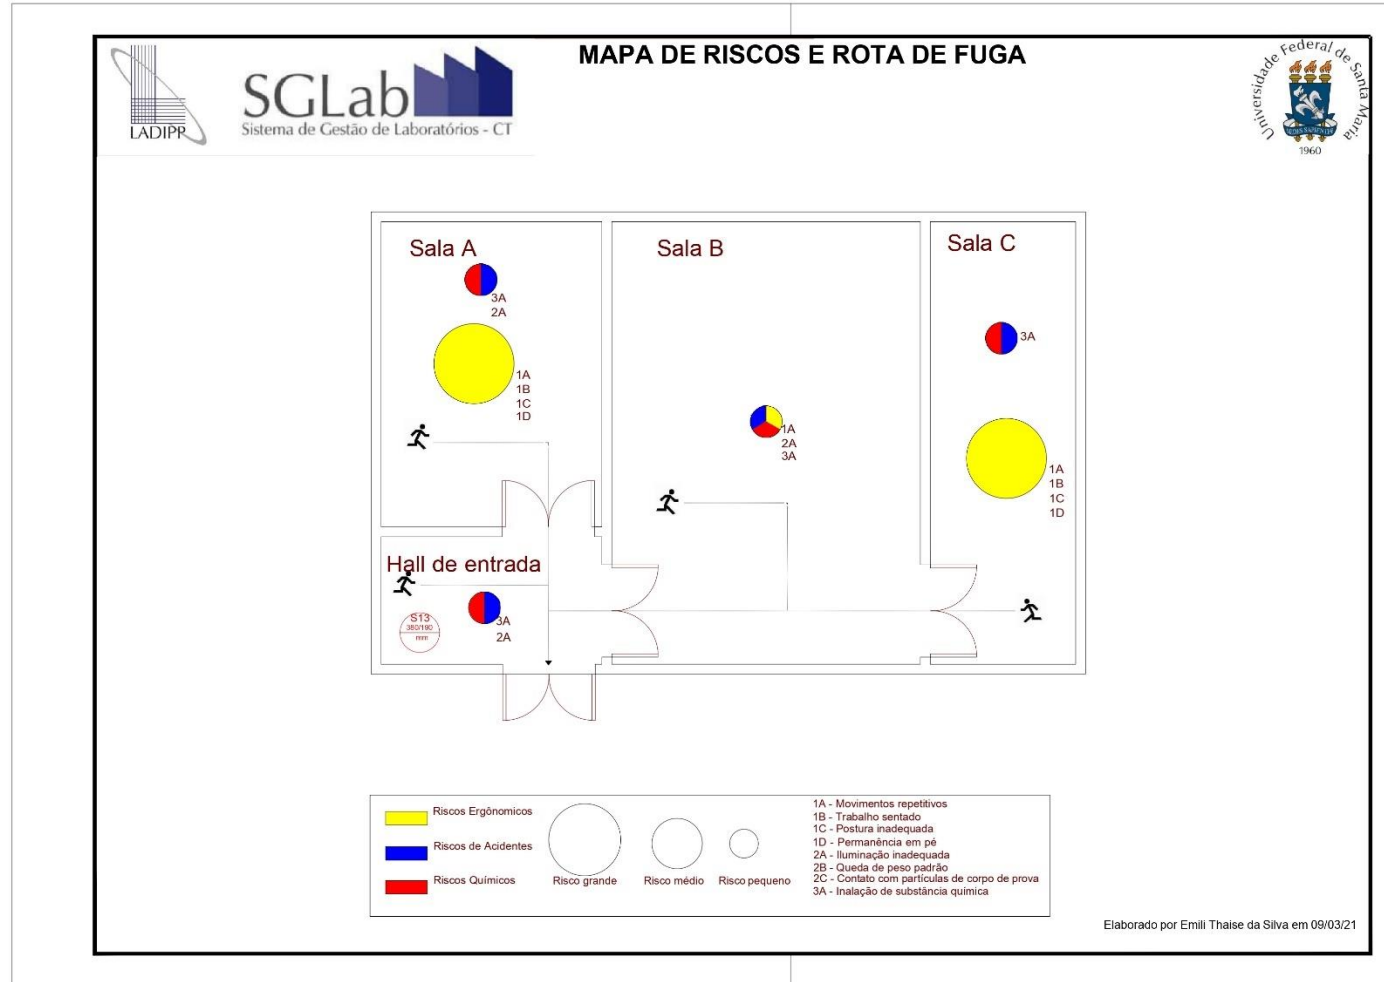 LADIPP
SGLab
Sistema de Gestão de Laboratórios - CT
MAPA DE RISCOS E ROTA DE FUGA
Universidade Federal de Santa Maria
SEDES SAPIENTIAE
1960
Sala A
3A
2A
1A
1B
1C
1D
Sala B
1A
2A
3A
Sala C
3A
1A
1B
1C
1D
Hall de entrada
S13
380/190
mm
3A
2A
Riscos Ergônomicos
Riscos de Acidentes
Riscos Químicos
Risco grande
Risco médio
Risco pequeno
1A - Movimentos repetitivos
1B - Trabalho sentado
1C - Postura inadequada
1D - Permanência em pé
2A - Iluminação inadequada
2B - Queda de peso padrão
2C - Contato com partículas de corpo de prova
3A - Inalação de substância química
Elaborado por Emili Thaise da Silva em 09/03/21